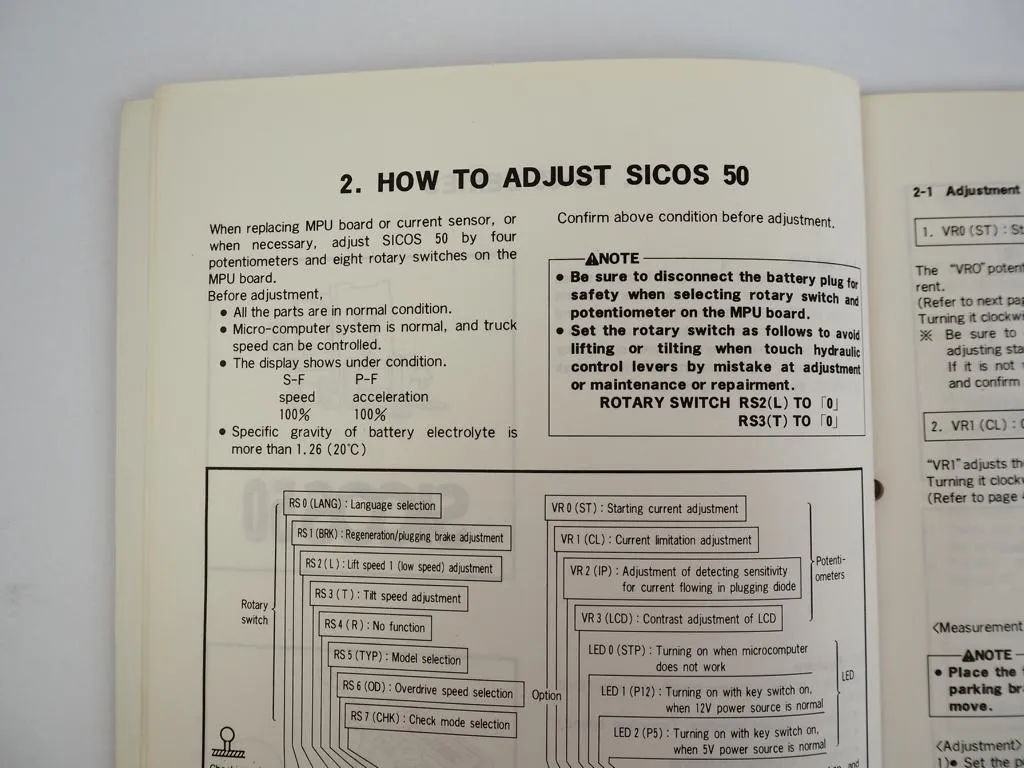 2. HOW TO ADJUST SICOS 50
When replacing MPU board or current sensor, or
when necessary, adjust SICOS 50 by four
potentiometers and eight rotary switches on the
MPU board.
Before adjustment,
● All the parts are in normal condition.
● Micro-computer system is normal, and truck
speed can be controlled.
● The display shows under condition.
S-F P-F
speed acceleration
100% 100%
● Specific gravity of battery electrolyte is
more than 1.26 (20℃)
Confirm above condition before adjustment.
⚠NOTE
● Be sure to disconnect the battery plug for
safety when selecting rotary switch and
potentiometer on the MPU board.
● Set the rotary switch as follows to avoid
lifting or tilting when touch hydraulic
control levers by mistake at adjustment
or maintenance or repairment.
ROTARY SWITCH RS2(L) TO「0」
RS3(T) TO「0」
Rotary
switch
RS 0 (LANG) : Language selection
RS 1 (BRK) : Regeneration/plugging brake adjustment
RS 2 ( L ) : Lift speed 1 (low speed) adjustment
RS 3 ( T ) : Tilt speed adjustment
RS 4 ( R ) : No function
RS 5 (TYP) : Model selection
RS 6 (OD) : Overdrive speed selection
RS 7 (CHK) : Check mode selection
Option
VR 0 (ST) : Starting current adjustment
VR 1 (CL) : Current limitation adjustment
VR 2 (IP) : Adjustment of detecting sensitivity
for current flowing in plugging diode
VR 3 (LCD) : Contrast adjustment of LCD
Potenti-
ometers
LED 0 (STP) : Turning on when microcomputer
does not work
LED 1 (P12) : Turning on with key switch on,
when 12V power source is normal
LED 2 (P5) : Turning on with key switch on,
when 5V power source is normal
LED
and
2-1 Adjustment
1. VR0 (ST) : St
The "VR0" poten
rent.
(Refer to next pa
Turning it clockw
※ Be sure to
adjusting sta
If it is not
and confirm
2. VR1 (CL) :
"VR1" adjusts th
Turning it clock
(Refer to page
<Measurement
⚠NOTE
● Place the
parking br
move.
<Adjustment>
1)● Set the p